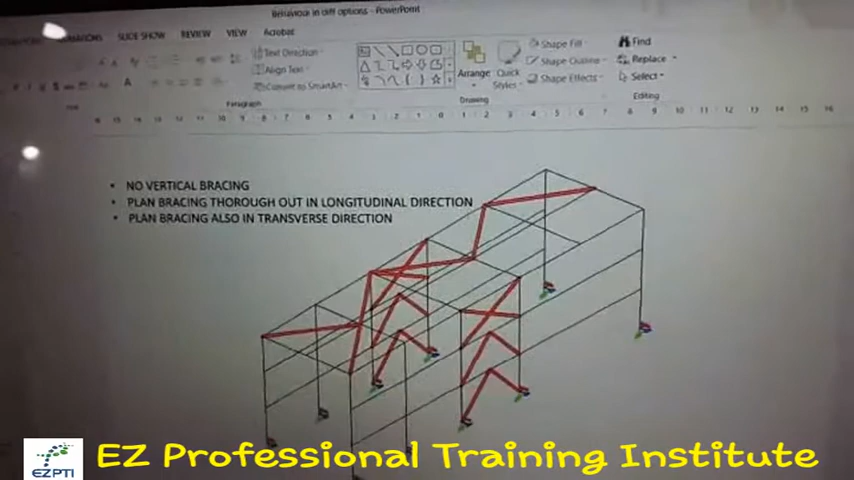 Behaviour in diff options - PowerPoint
SLIDE SHOW REVIEW VIEW Acrobat
Text Direction
Align Text
Convert to SmartArt
Arrange
Quick
Styles
Shape Fill
Shape Outline
Shape Effects
Find
Replace
Select
Paragraph
Drawing
Editing
• NO VERTICAL BRACING
• PLAN BRACING THOROUGH OUT IN LONGITUDINAL DIRECTION
• PLAN BRACING ALSO IN TRANSVERSE DIRECTION
EZPTI
EZ Professional Training Institute